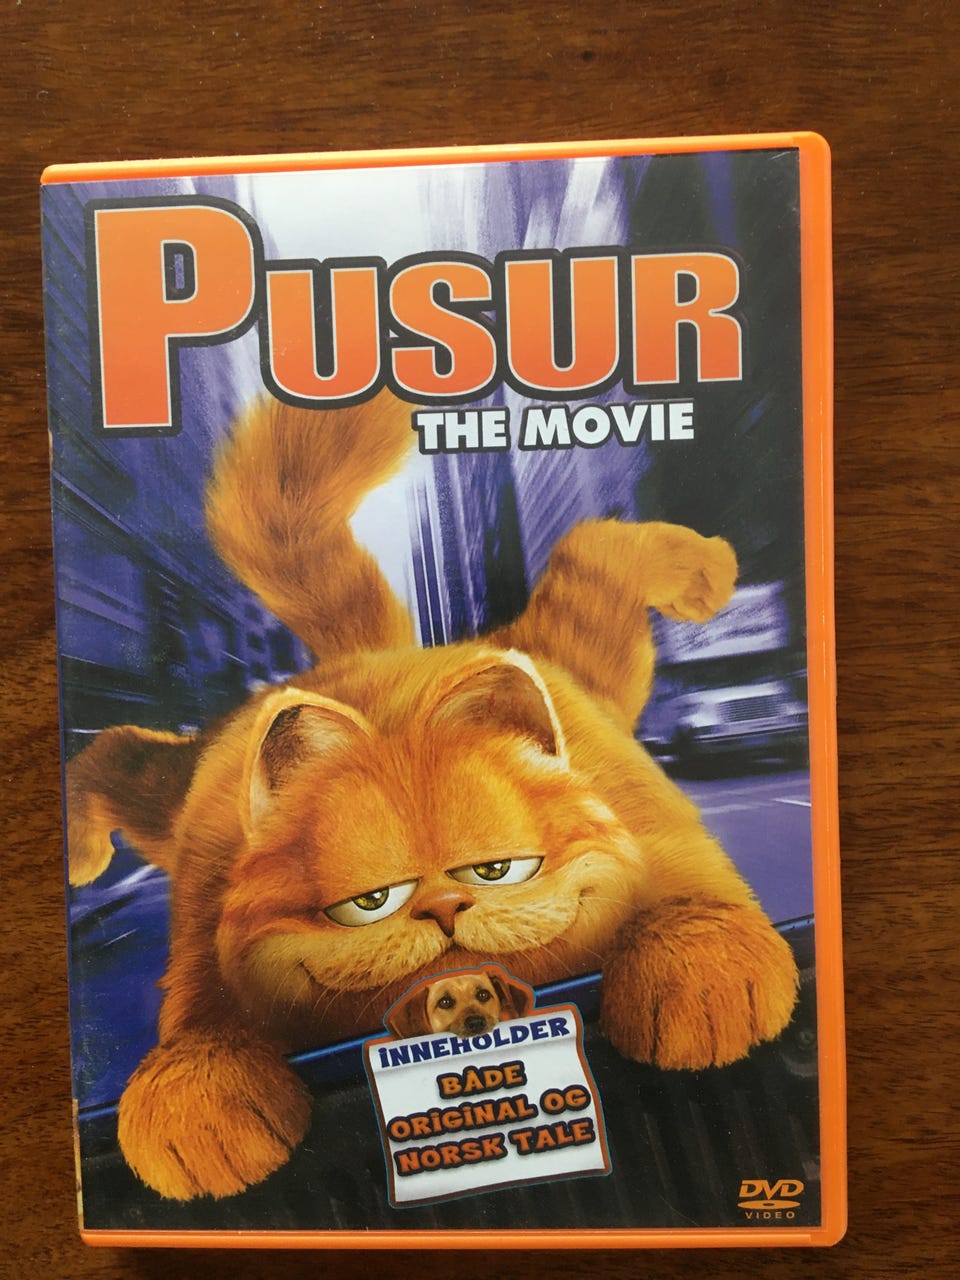 PUSUR
THE MOVIE
INNEHOLDER
BÅDE
ORIGINAL OG
NORSK TALE
DVD
VIDEO